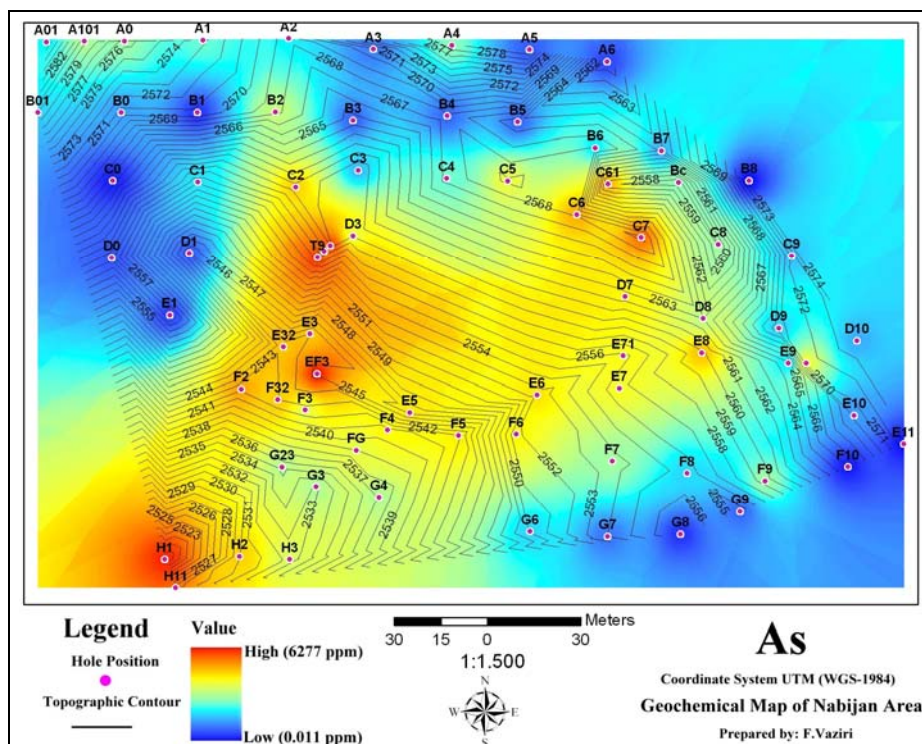 A01 A101 A0 A1 A2 A3 A4 A5 A6
2582 2579 2577 2575 2576 2574 2568 2571 2573 2570 2577 2578 2575 2572 2574 2569 2564 2562
B01 B0 B1 B2 B3 B4 B5 B6 B7 B8
2573 2571 2572 2569 2570 2566 2565 2567 2563
C0 C1 C2 C3 C4 C5 C61 Bc
2568 2558 2559 2561 2569 2573
C6 C7 C8 C9
2560 2562 2568 2567 2574
D0 D1 T9 D3 D7 D8 D9 D10
2557 2555 2546 2547 2551 2563 2572
E1 E32 E3 EF3 E71 E8 E9
2543 2548 2549 2554 2556 2561 2565 2570
F2 F32 F3 E5 E6 E7 E10 E11
2544 2541 2538 2535 2545 2560 2562 2564 2566 2571
F4 F5 F6 F7 F8 F9 F10
2536 2534 2532 2540 2542 2552 2559 2558
FG G23 G3 G4 G6 G7 G8 G9
2529 2530 2537 2550 2553 2556 2555
2525 2526 2523 2528 2531 2533 2539
H1 H11 H2 H3
2527
Legend
Hole Position
Topographic Contour
Value
High (6277 ppm)
Low (0.011 ppm)
30 15 0 30 Meters
1:1.500
N
W E
S
As
Coordinate System UTM (WGS-1984)
Geochemical Map of Nabijan Area
Prepared by: F.Vaziri